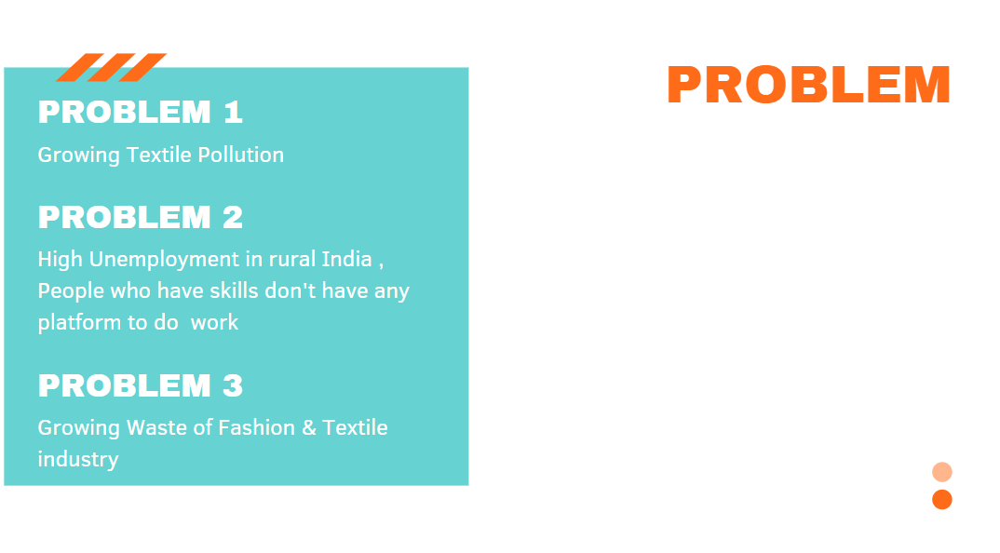 PROBLEM
PROBLEM 1
Growing Textile Pollution
PROBLEM 2
High Unemployment in rural India ,
People who have skills don't have any
platform to do  work
PROBLEM 3
Growing Waste of Fashion & Textile
industry